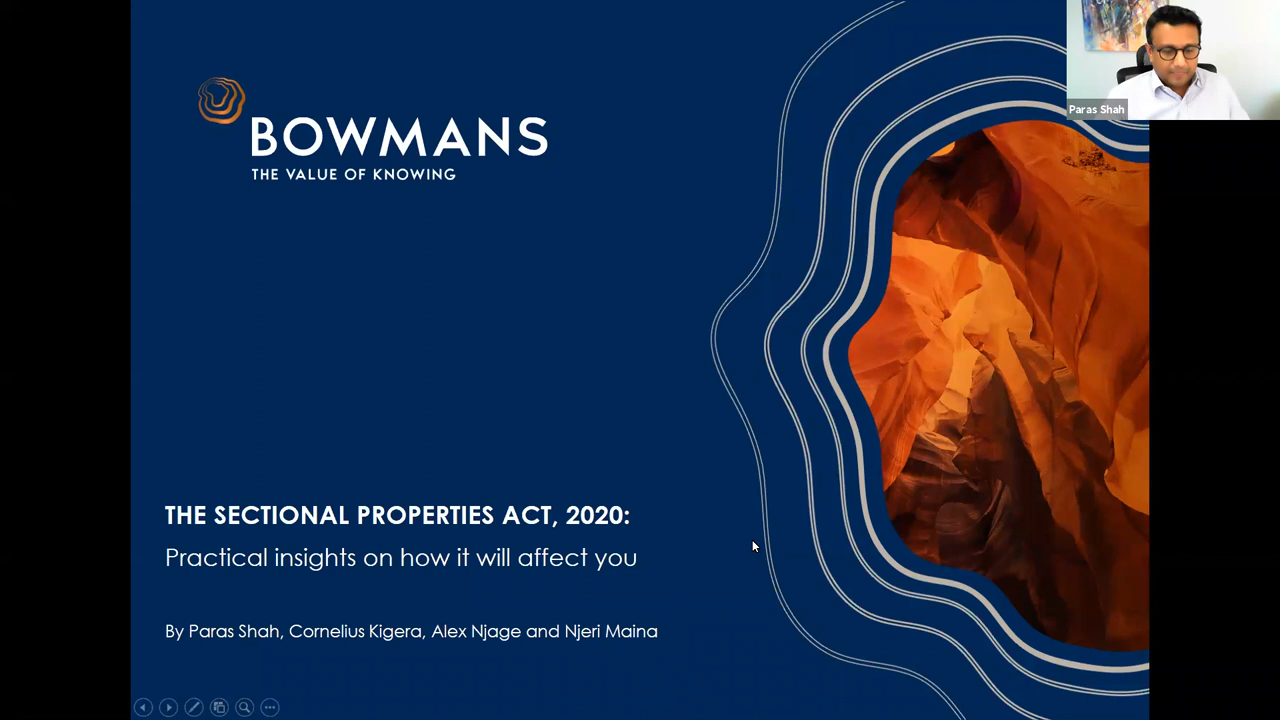 BOWMANS
THE VALUE OF KNOWING
Paras Shah
THE SECTIONAL PROPERTIES ACT, 2020:
Practical insights on how it will affect you
By Paras Shah, Cornelius Kigera, Alex Njage and Njeri Maina